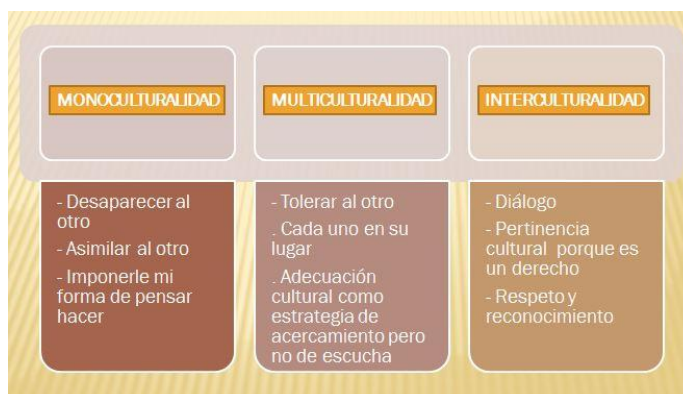 MONOCULTURALIDAD
MULTICULTURALIDAD
INTERCULTURALIDAD
- Desaparecer al
otro
- Asimilar al otro
- Imponerle mi
forma de pensar
hacer
- Tolerar al otro
. Cada uno en su
lugar
. Adecuación
cultural como
estrategia de
acercamiento pero
no de escucha
- Diálogo
- Pertinencia
cultural porque es
un derecho
- Respeto y
reconocimiento